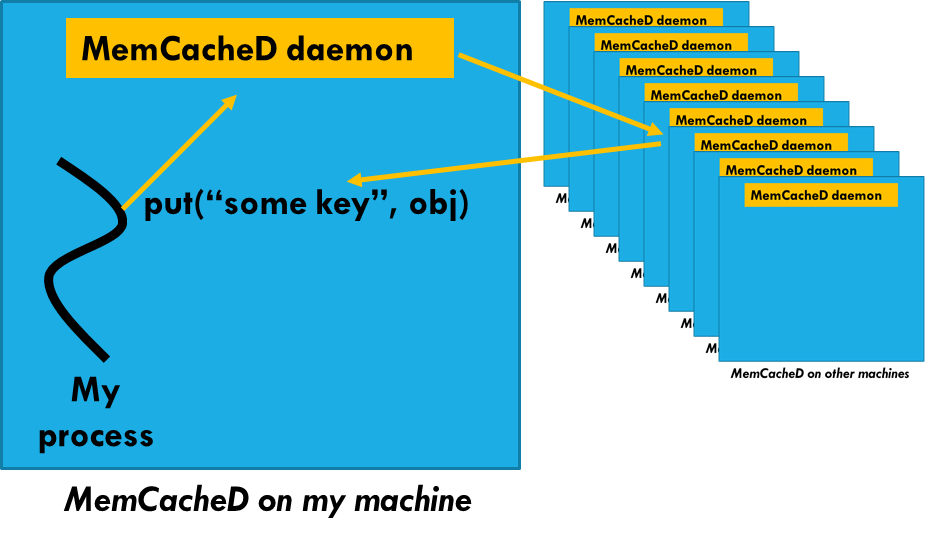 MemCacheD daemon
put(“some key”, obj)
My
process
MemCacheD on my machine
MemCacheD daemon
MemCacheD daemon
MemCacheD daemon
MemCacheD daemon
MemCacheD daemon
MemCacheD daemon
MemCacheD daemon
MemCacheD daemon
MemCacheD on other machines